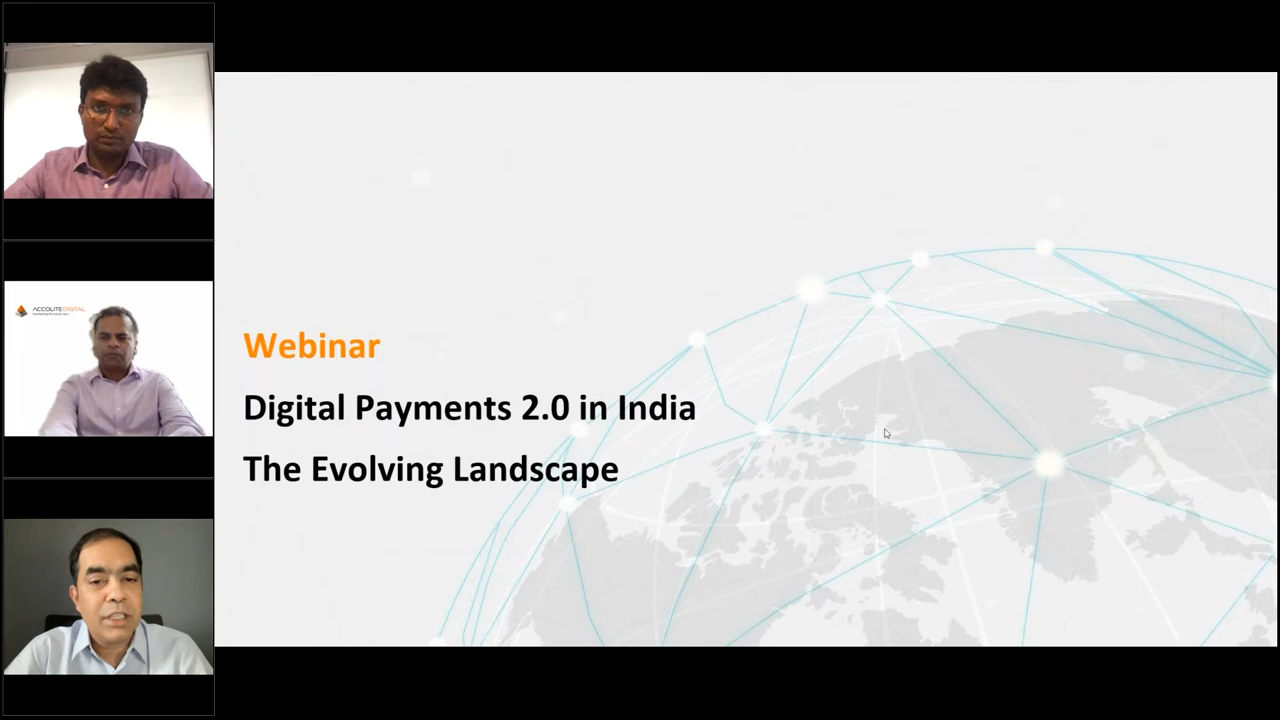 ACCOLITE DIGITAL
Webinar
Digital Payments 2.0 in India
The Evolving Landscape